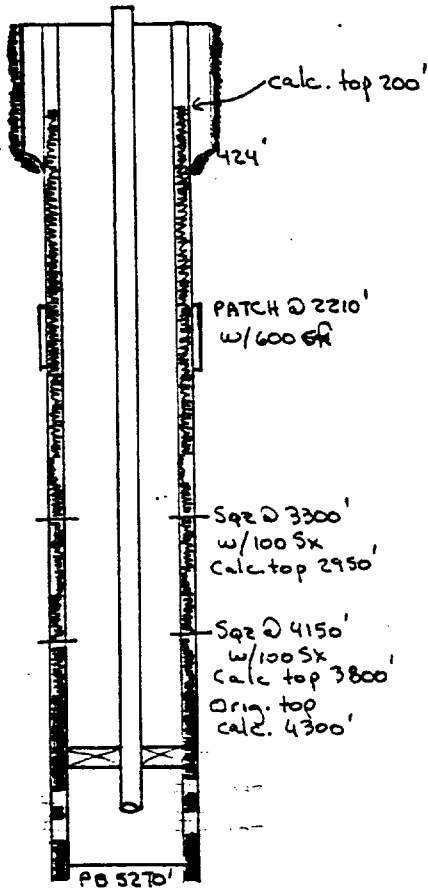 calc. top 200'
424'
PATCH @ 2210'
w/600 sx
Sqz @ 3300'
w/100 Sx
Calc. top 2950'
Sqz @ 4150'
w/100 Sx
Calc top 3800'
Orig. top
calc. 4300'
PB 5270'